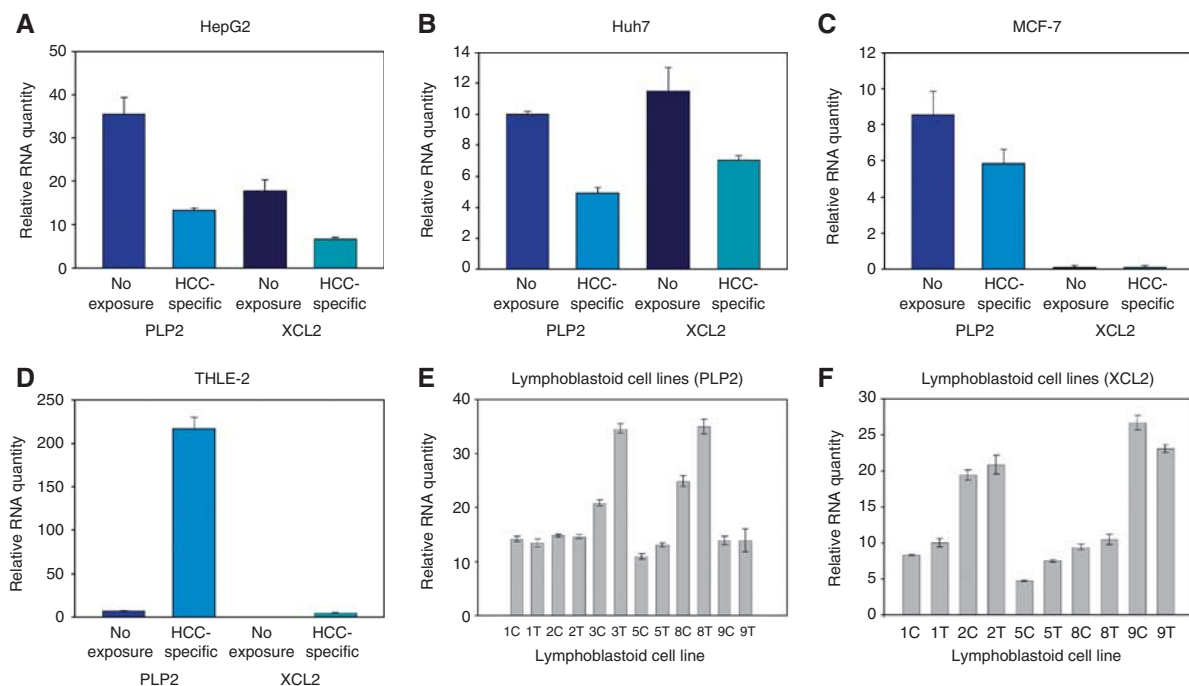 A
HepG2
Relative RNA quantity
50
40
30
20
10
0
No exposure
HCC-specific
No exposure
HCC-specific
PLP2
XCL2
B
Huh7
Relative RNA quantity
14
12
10
8
6
4
2
0
No exposure
HCC-specific
No exposure
HCC-specific
PLP2
XCL2
C
MCF-7
Relative RNA quantity
12
10
8
6
4
2
0
No exposure
HCC-specific
No exposure
HCC-specific
PLP2
XCL2
D
THLE-2
Relative RNA quantity
250
200
150
100
50
0
No exposure
HCC-specific
No exposure
HCC-specific
PLP2
XCL2
E
Lymphoblastoid cell lines (PLP2)
Relative RNA quantity
40
30
20
10
0
1C 1T 2C 2T 3C 3T 5C 5T 8C 8T 9C 9T
Lymphoblastoid cell line
F
Lymphoblastoid cell lines (XCL2)
Relative RNA quantity
30
25
20
15
10
5
0
1C 1T 2C 2T 5C 5T 8C 8T 9C 9T
Lymphoblastoid cell line